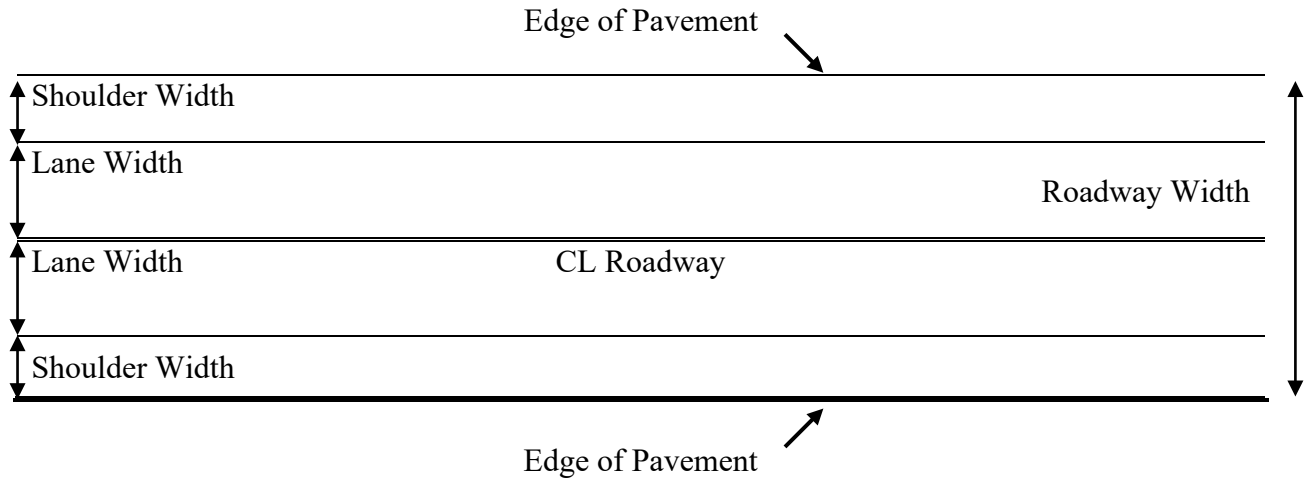 Edge of Pavement
Shoulder Width
Lane Width
Roadway Width
Lane Width
CL Roadway
Shoulder Width
Edge of Pavement